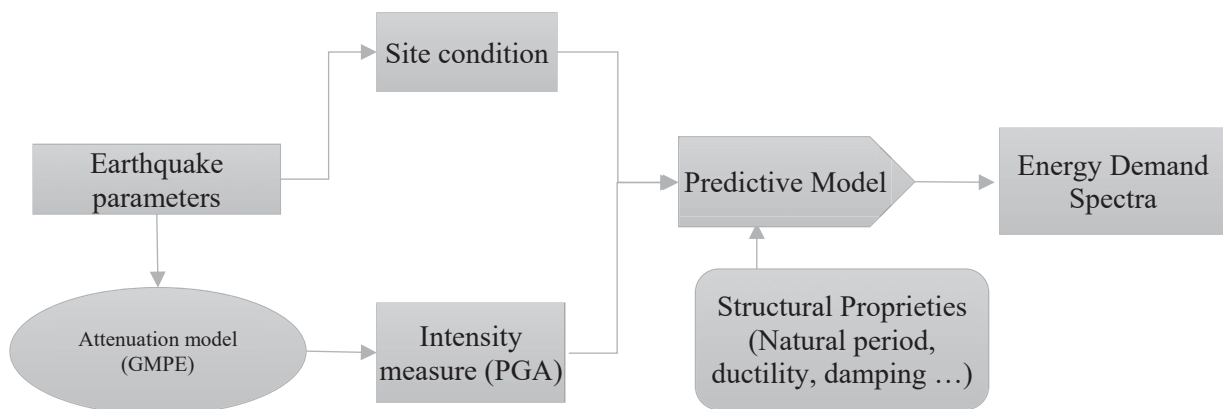 Site condition
Earthquake
parameters
Predictive Model
Energy Demand
Spectra
Attenuation model
(GMPE)
Intensity
measure (PGA)
Structural Proprieties
(Natural period,
ductility, damping …)